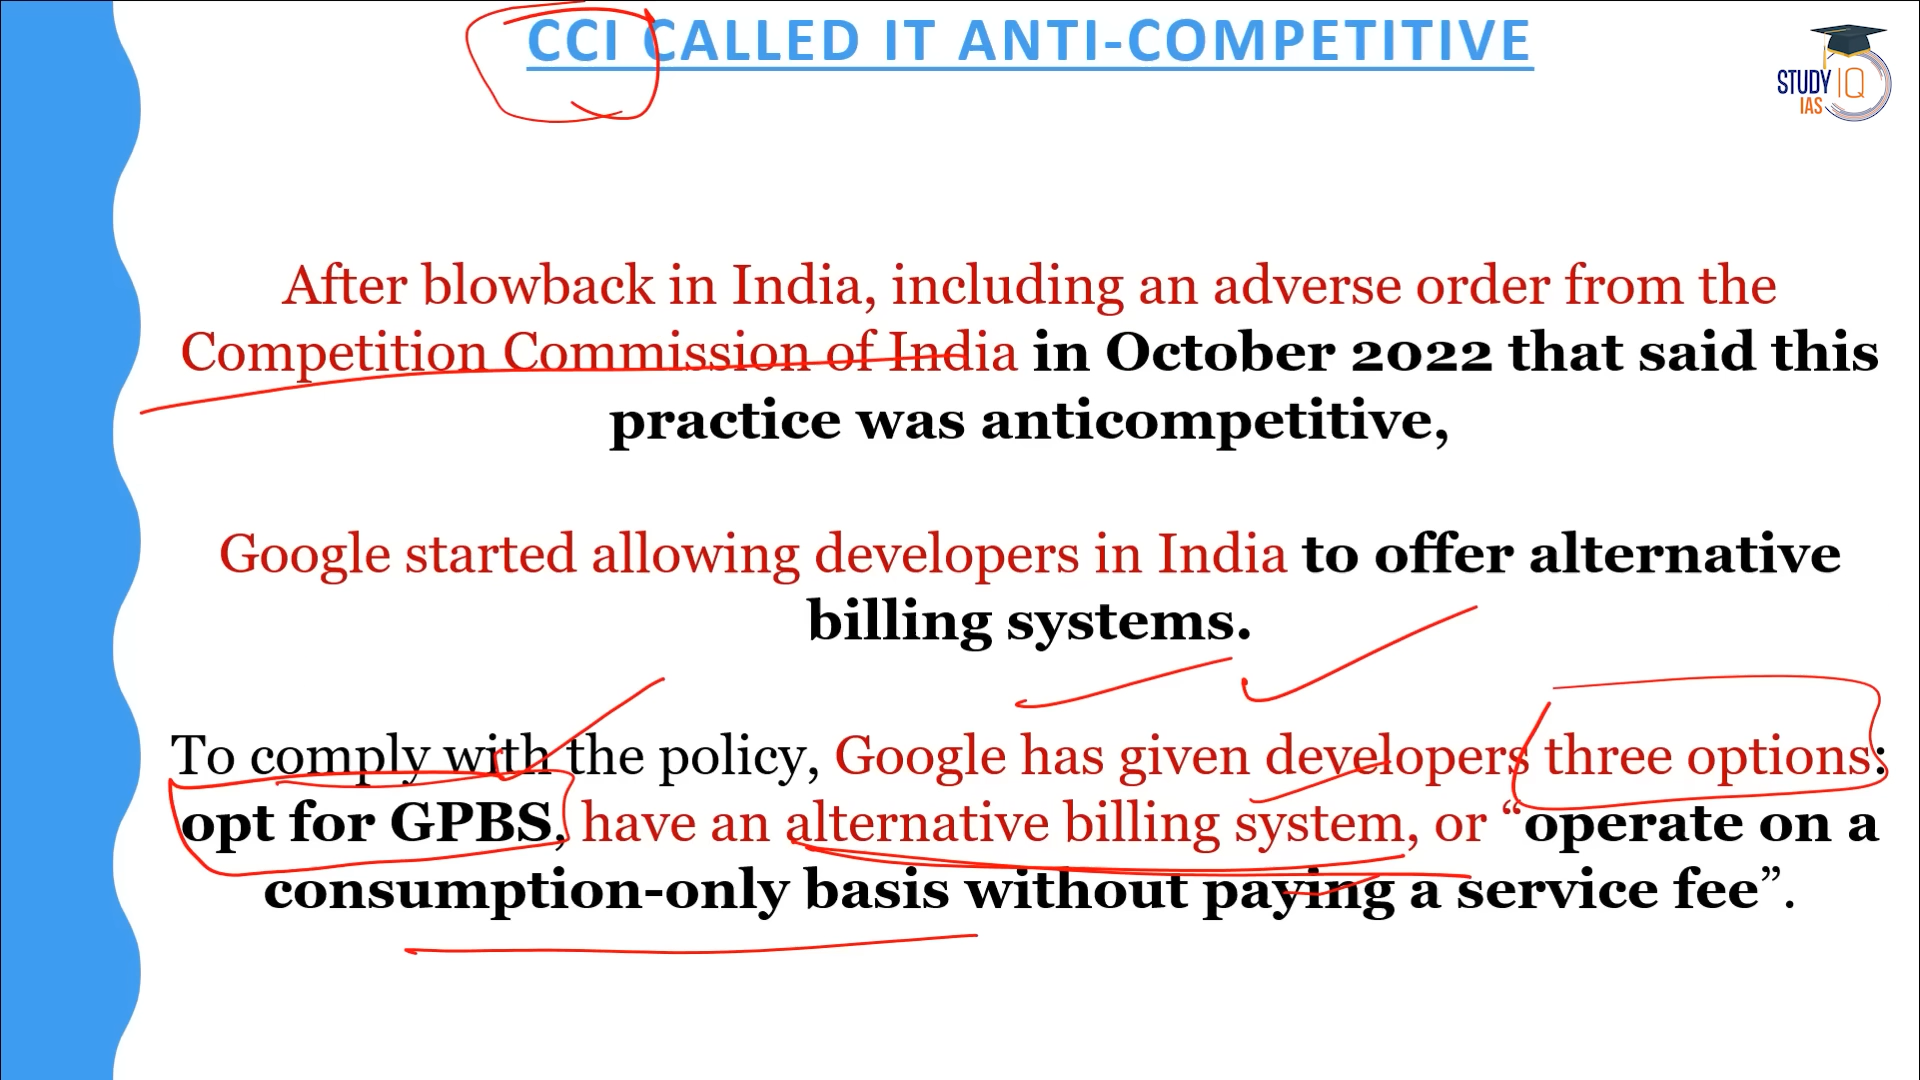 CCI CALLED IT ANTI-COMPETITIVE
STUDY IQ
IAS
After blowback in India, including an adverse order from the
Competition Commission of India in October 2022 that said this
practice was anticompetitive,
Google started allowing developers in India to offer alternative
billing systems.
To comply with the policy, Google has given developers three options:
opt for GPBS, have an alternative billing system, or “operate on a
consumption-only basis without paying a service fee”.